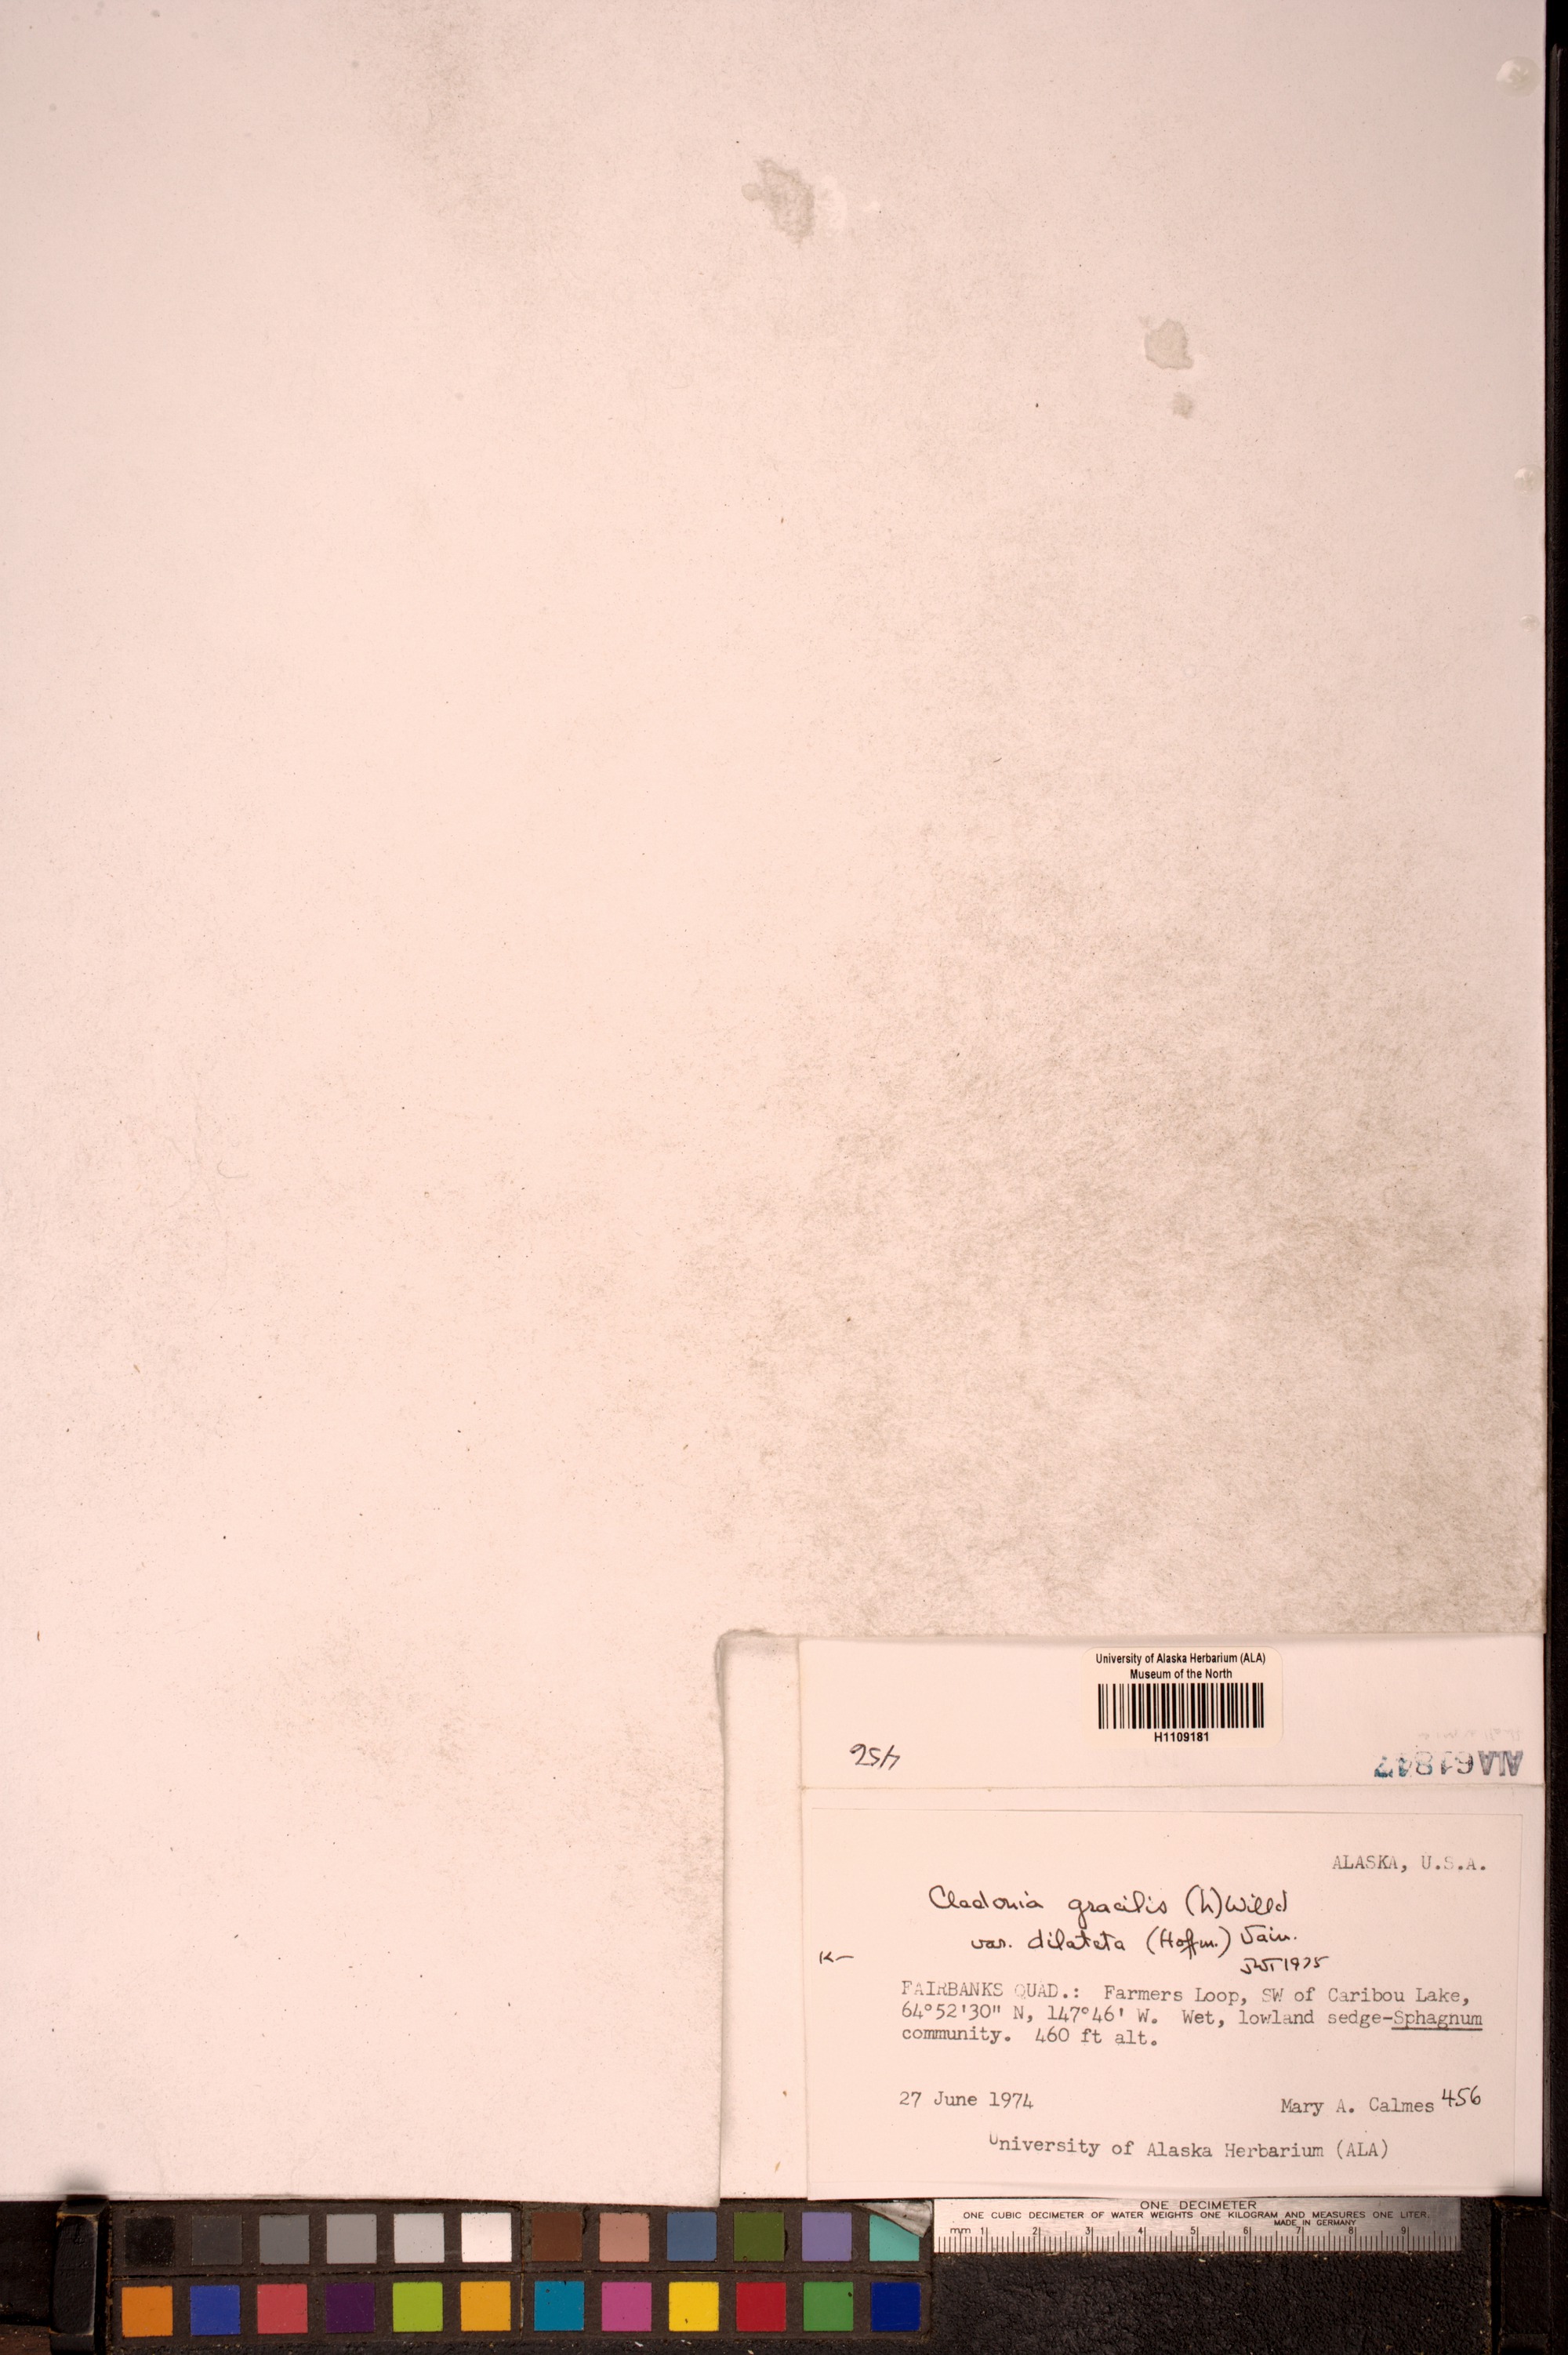 University of Alaska Herbarium (ALA)
Museum of the North
H1109181
456
ALA61847
ALASKA, U.S.A.
Cladonia gracilis (L) Willd
var. dilatata (Hoffm.) Vain.
K-
JWT 1975
FAIRBANKS QUAD.: Farmers Loop, SW of Caribou Lake,
64°52'30" N, 147°46' W. Wet, lowland sedge-Sphagnum
community. 460 ft alt.
27 June 1974
Mary A. Calmes 456
University of Alaska Herbarium (ALA)
ONE DECIMETER
ONE CUBIC DECIMETER OF WATER WEIGHTS ONE KILOGRAM AND MEASURES ONE LITER.
MADE IN GERMANY
mm 1 2 3 4 5 6 7 8 9